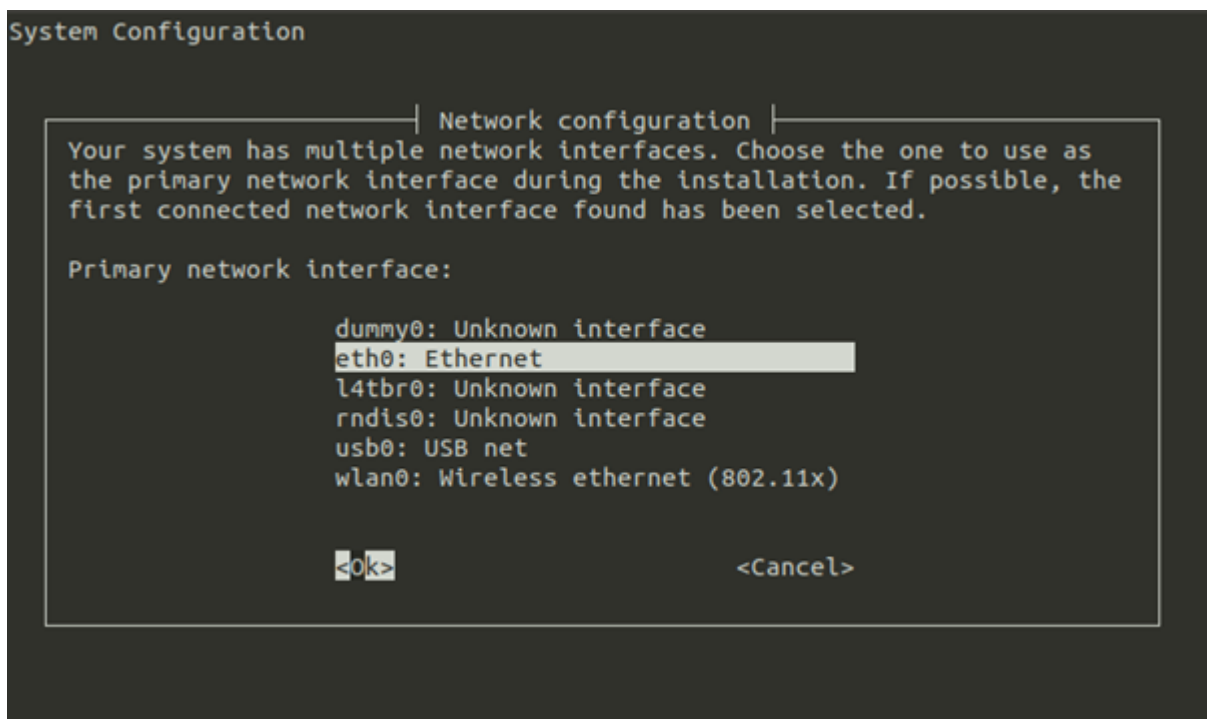 System Configuration
Network configuration
Your system has multiple network interfaces. Choose the one to use as
the primary network interface during the installation. If possible, the
first connected network interface found has been selected.
Primary network interface:
dummy0: Unknown interface
eth0: Ethernet
l4tbr0: Unknown interface
rndis0: Unknown interface
usb0: USB net
wlan0: Wireless ethernet (802.11x)
<Ok> <Cancel>